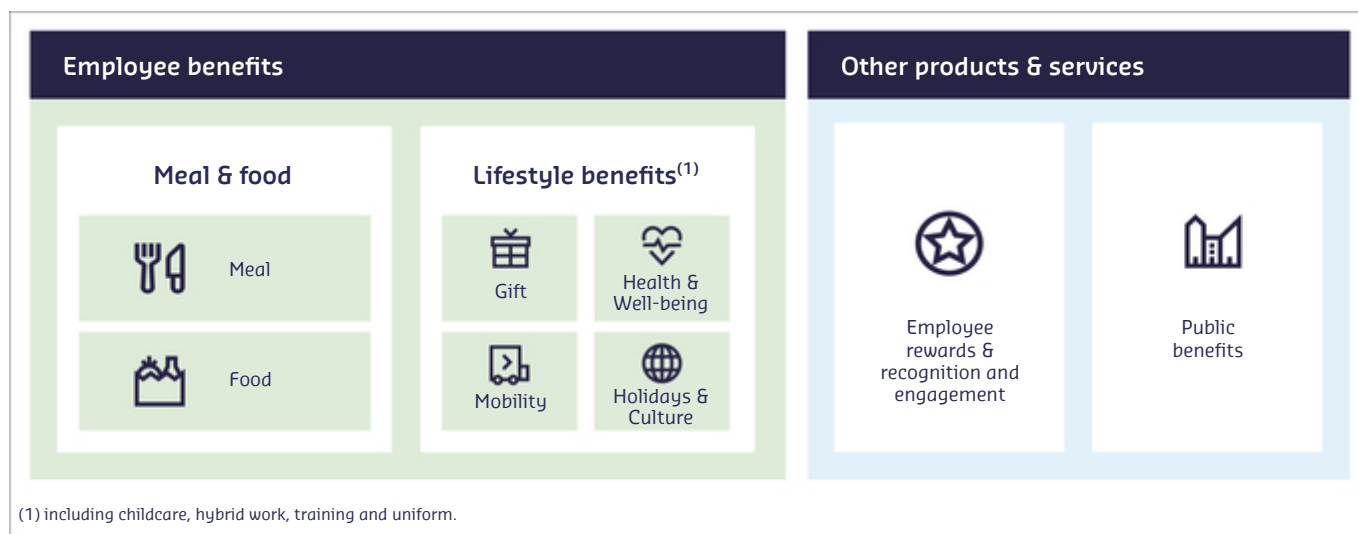 Employee benefits
Meal & food
Meal
Food
Lifestyle benefits(1)
Gift
Health &
Well-being
Mobility
Holidays &
Culture
Other products & services
Employee
rewards &
recognition and
engagement
Public
benefits
(1) including childcare, hybrid work, training and uniform.